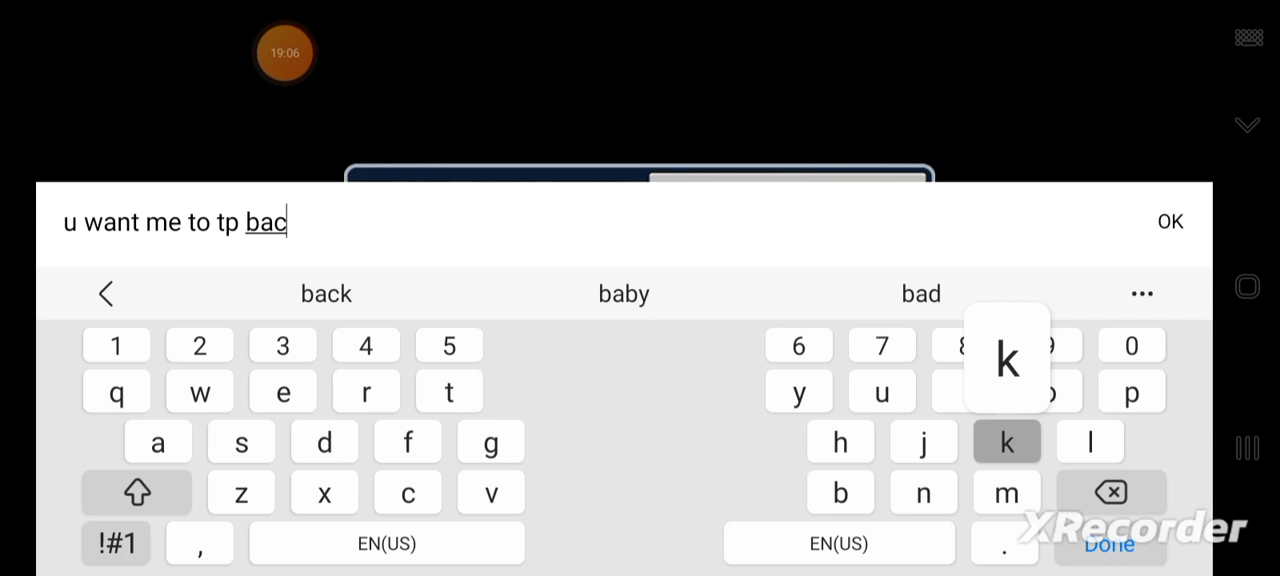 19:06
u want me to tp bac
OK
back baby bad ...
1 2 3 4 5 6 7 0
q w e r t y u p
k
a s d f g h j k l
z x c v b n m
!#1 , EN(US) EN(US) . Done
XRecorder